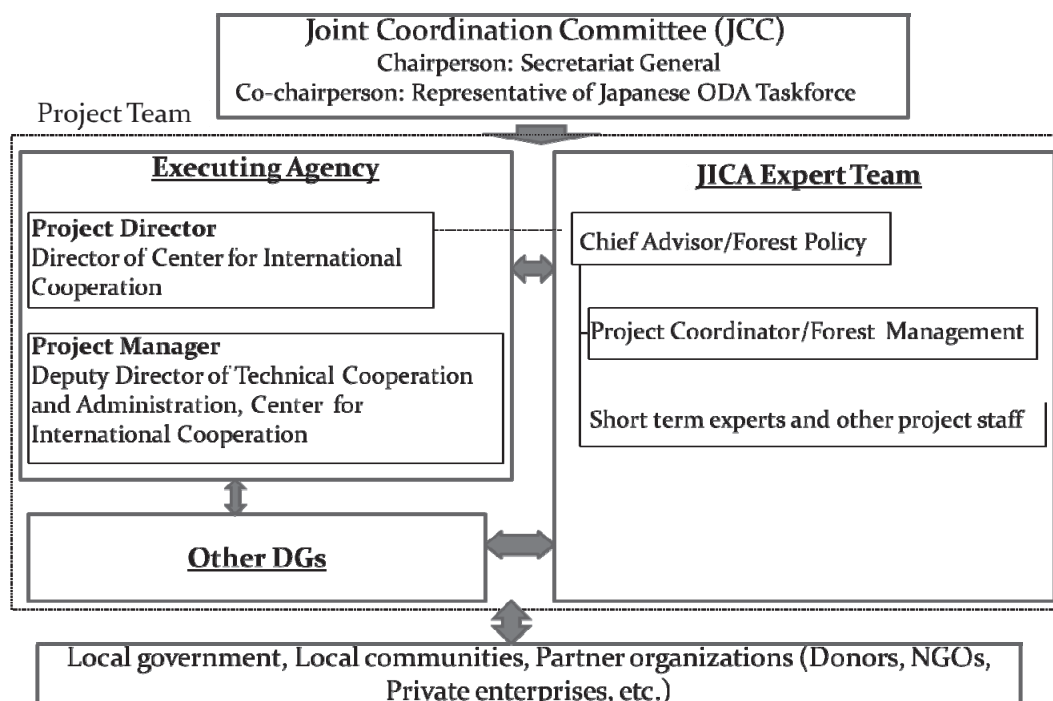 Joint Coordination Committee (JCC)
Chairperson: Secretariat General
Co-chairperson: Representative of Japanese ODA Taskforce
Project Team
Executing Agency
Project Director
Director of Center for International
Cooperation
Project Manager
Deputy Director of Technical Cooperation
and Administration, Center for
International Cooperation
Other DGs
JICA Expert Team
Chief Advisor/Forest Policy
Project Coordinator/Forest Management
Short term experts and other project staff
Local government, Local communities, Partner organizations (Donors, NGOs,
Private enterprises, etc.)